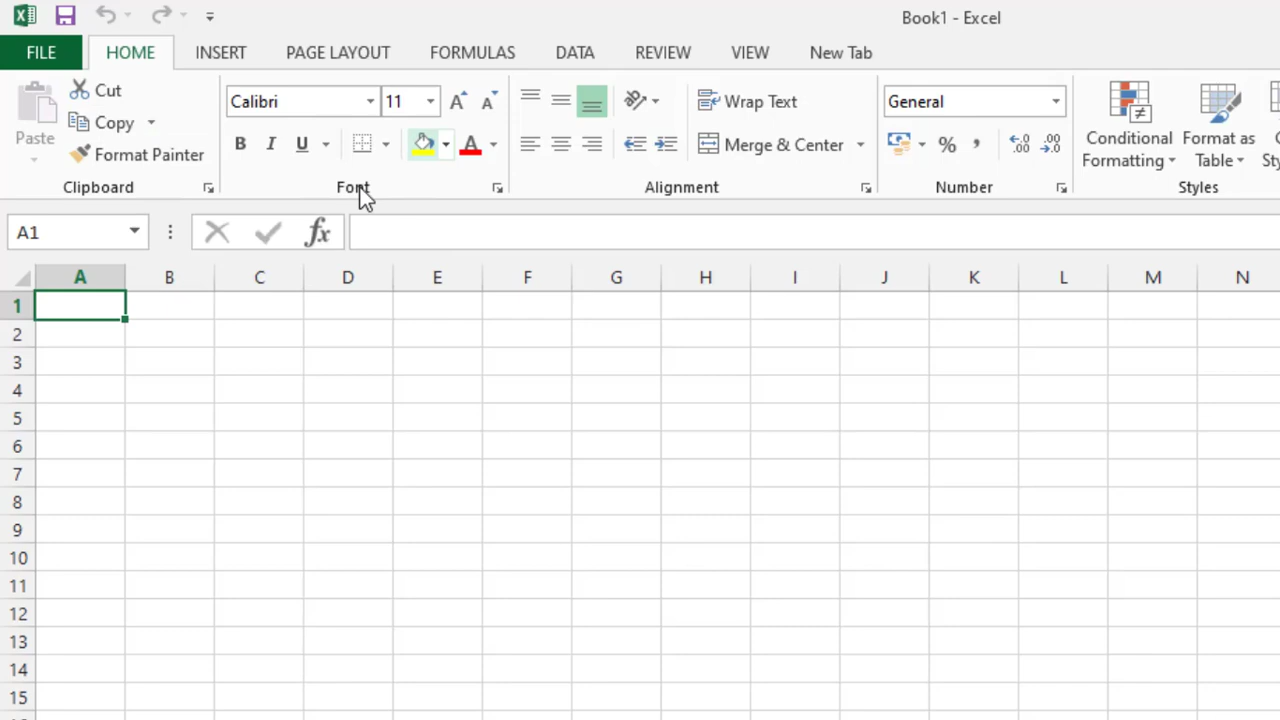 Book1 - Excel
FILE HOME INSERT PAGE LAYOUT FORMULAS DATA REVIEW VIEW New Tab
Paste
Cut
Copy
Format Painter
Clipboard
Calibri 11
B I U A
Font
Wrap Text
Merge & Center
Alignment
General
% ,
Number
Conditional Formatting
Format as Table
Styles
A1 fx
A B C D E F G H I J K L M N
1
2
3
4
5
6
7
8
9
10
11
12
13
14
15